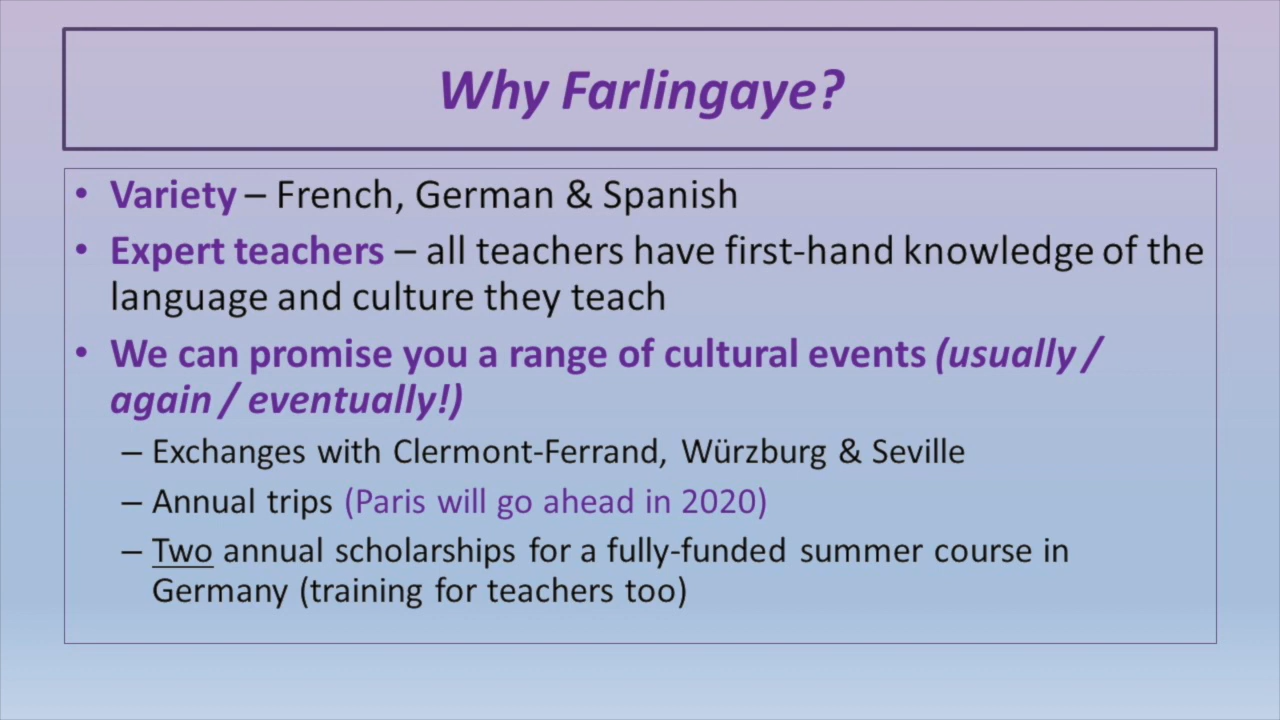 Why Farlingaye?
• Variety – French, German & Spanish
• Expert teachers – all teachers have first-hand knowledge of the
language and culture they teach
• We can promise you a range of cultural events (usually /
again / eventually!)
– Exchanges with Clermont-Ferrand, Würzburg & Seville
– Annual trips (Paris will go ahead in 2020)
– Two annual scholarships for a fully-funded summer course in
Germany (training for teachers too)